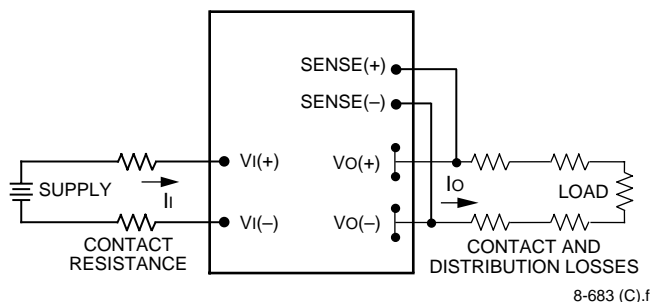 SENSE(+)
SENSE(–)
VI(+)
VO(+)
SUPPLY
II
IO
LOAD
VI(–)
VO(–)
CONTACT
RESISTANCE
CONTACT AND
DISTRIBUTION LOSSES
8-683 (C).f